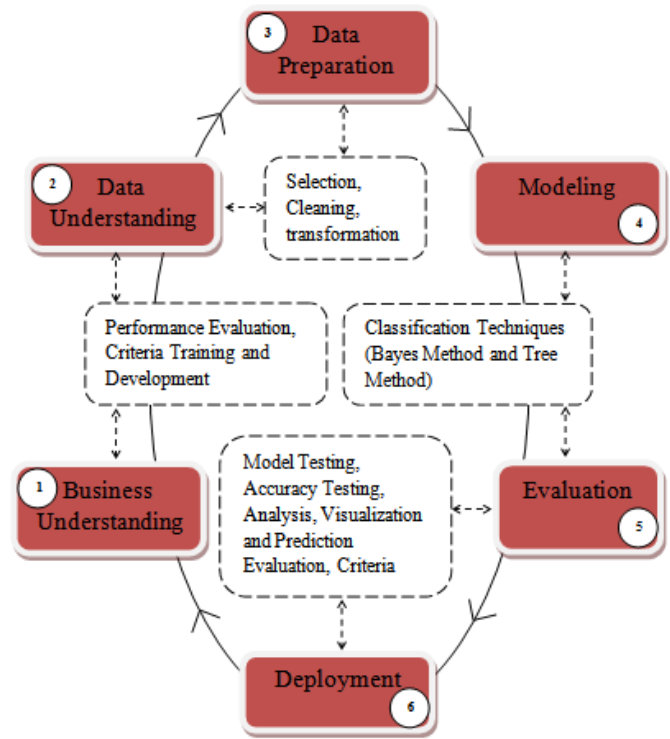 3
Data
Preparation
2
Data
Understanding
Selection,
Cleaning,
transformation
Modeling
4
Performance Evaluation,
Criteria Training and
Development
Classification Techniques
(Bayes Method and Tree
Method)
1
Business
Understanding
Model Testing,
Accuracy Testing,
Analysis, Visualization
and Prediction
Evaluation, Criteria
Evaluation
5
Deployment
6